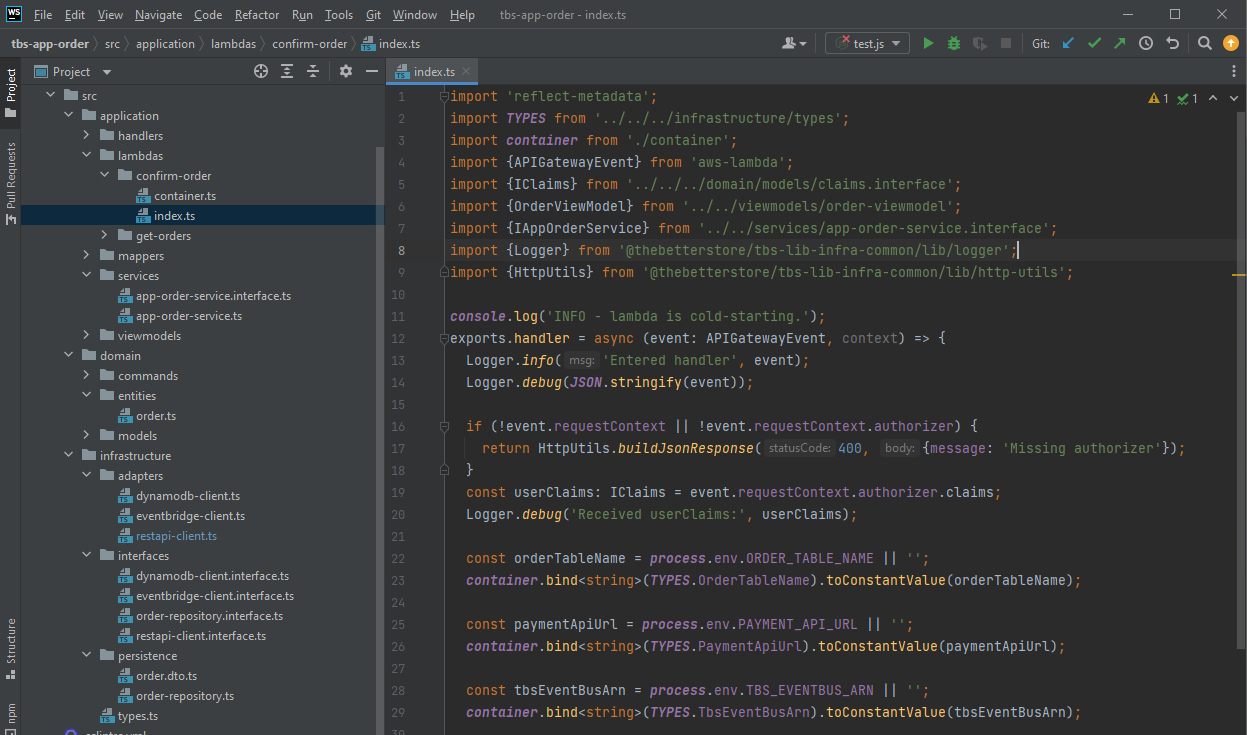 WS File Edit View Navigate Code Refactor Run Tools Git Window Help tbs-app-order - index.ts
tbs-app-order src application lambdas confirm-order index.ts test.js Git:
Project
Pull Requests
Structure
npm
Project
src
application
handlers
lambdas
confirm-order
container.ts
index.ts
get-orders
mappers
services
app-order-service.interface.ts
app-order-service.ts
viewmodels
domain
commands
entities
order.ts
models
infrastructure
adapters
dynamodb-client.ts
eventbridge-client.ts
restapi-client.ts
interfaces
dynamodb-client.interface.ts
eventbridge-client.interface.ts
order-repository.interface.ts
restapi-client.interface.ts
persistence
order.dto.ts
order-repository.ts
types.ts
index.ts
1 1
1 import 'reflect-metadata';
2 import TYPES from '../../../infrastructure/types';
3 import container from './container';
4 import {APIGatewayEvent} from 'aws-lambda';
5 import {IClaims} from '../../../domain/models/claims.interface';
6 import {OrderViewModel} from '../../viewmodels/order-viewmodel';
7 import {IAppOrderService} from '../../services/app-order-service.interface';
8 import {Logger} from '@thebetterstore/tbs-lib-infra-common/lib/logger';
9 import {HttpUtils} from '@thebetterstore/tbs-lib-infra-common/lib/http-utils';
10
11 console.log('INFO - lambda is cold-starting.');
12 exports.handler = async (event: APIGatewayEvent, context) => {
13 Logger.info( msg: 'Entered handler', event);
14 Logger.debug(JSON.stringify(event));
15
16 if (!event.requestContext || !event.requestContext.authorizer) {
17 return HttpUtils.buildJsonResponse( statusCode: 400, body: {message: 'Missing authorizer'});
18 }
19 const userClaims: IClaims = event.requestContext.authorizer.claims;
20 Logger.debug('Received userClaims:', userClaims);
21
22 const orderTableName = process.env.ORDER_TABLE_NAME || '';
23 container.bind<string>(TYPES.OrderTableName).toConstantValue(orderTableName);
24
25 const paymentApiUrl = process.env.PAYMENT_API_URL || '';
26 container.bind<string>(TYPES.PaymentApiUrl).toConstantValue(paymentApiUrl);
27
28 const tbsEventBusArn = process.env.TBS_EVENTBUS_ARN || '';
29 container.bind<string>(TYPES.TbsEventBusArn).toConstantValue(tbsEventBusArn);